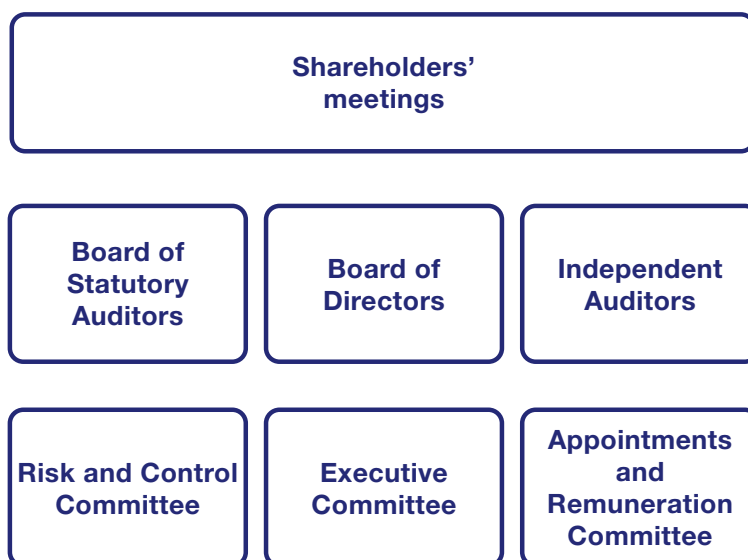 Shareholders’
meetings
Board of
Statutory
Auditors
Board of
Directors
Independent
Auditors
Risk and Control
Committee
Executive
Committee
Appointments
and
Remuneration
Committee